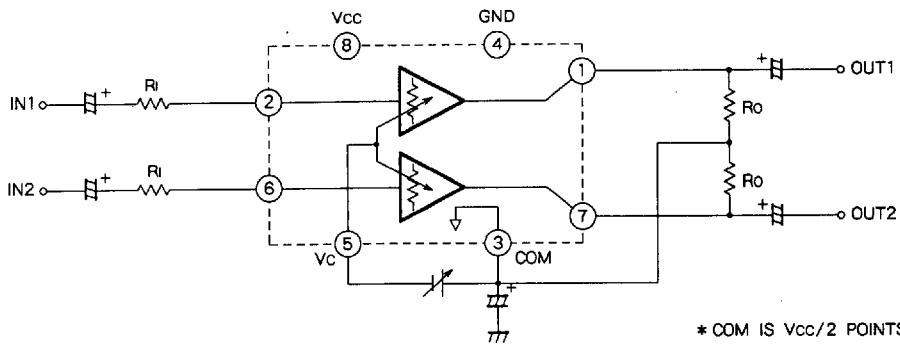 Vcc
GND
8
4
1
OUT1
IN1
RI
2
Ro
IN2
RI
6
Ro
7
OUT2
5
3
Vc
COM
* COM IS Vcc/2 POINTS